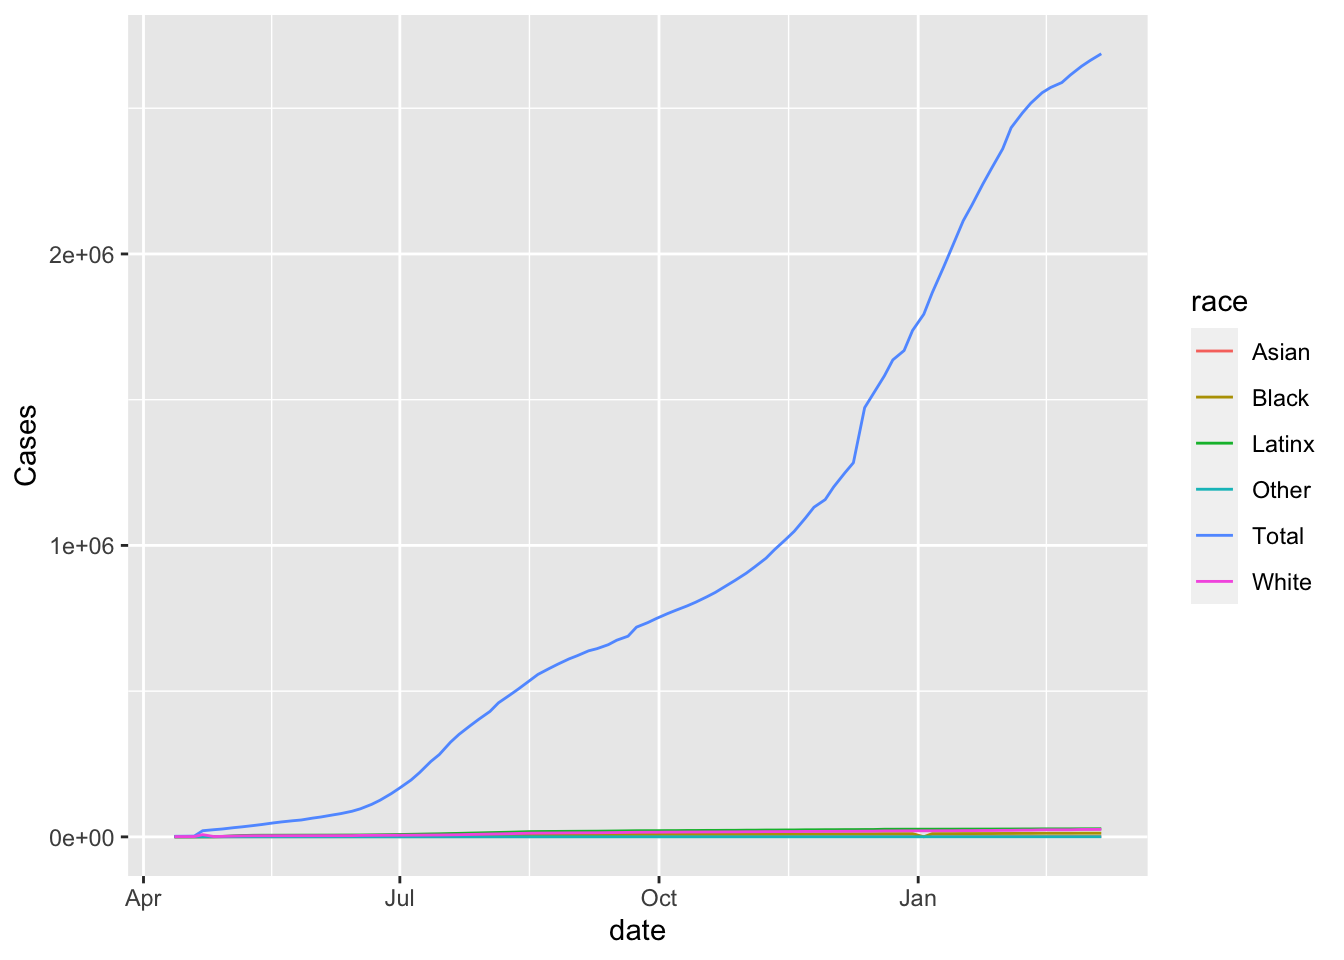 Cases
2e+06
1e+06
0e+00
Apr
Jul
Oct
Jan
date
race
Asian
Black
Latinx
Other
Total
White